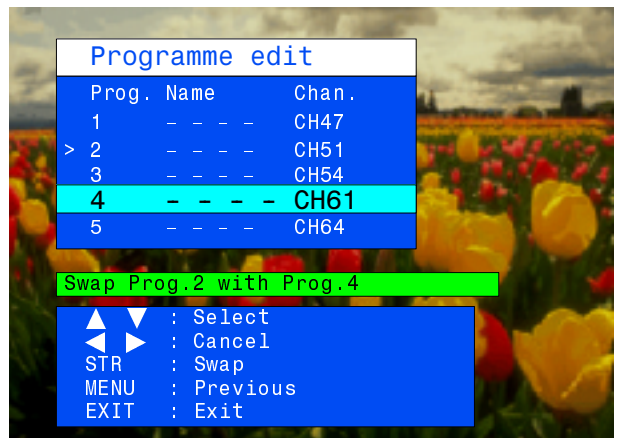 Programme edit
Prog. Name Chan.
1 – – – – CH47
> 2 – – – – CH51
3 – – – – CH54
4 – – – – CH61
5 – – – – CH64
Swap Prog.2 with Prog.4
▲ ▼ : Select
◀ ▶ : Cancel
STR : Swap
MENU : Previous
EXIT : Exit